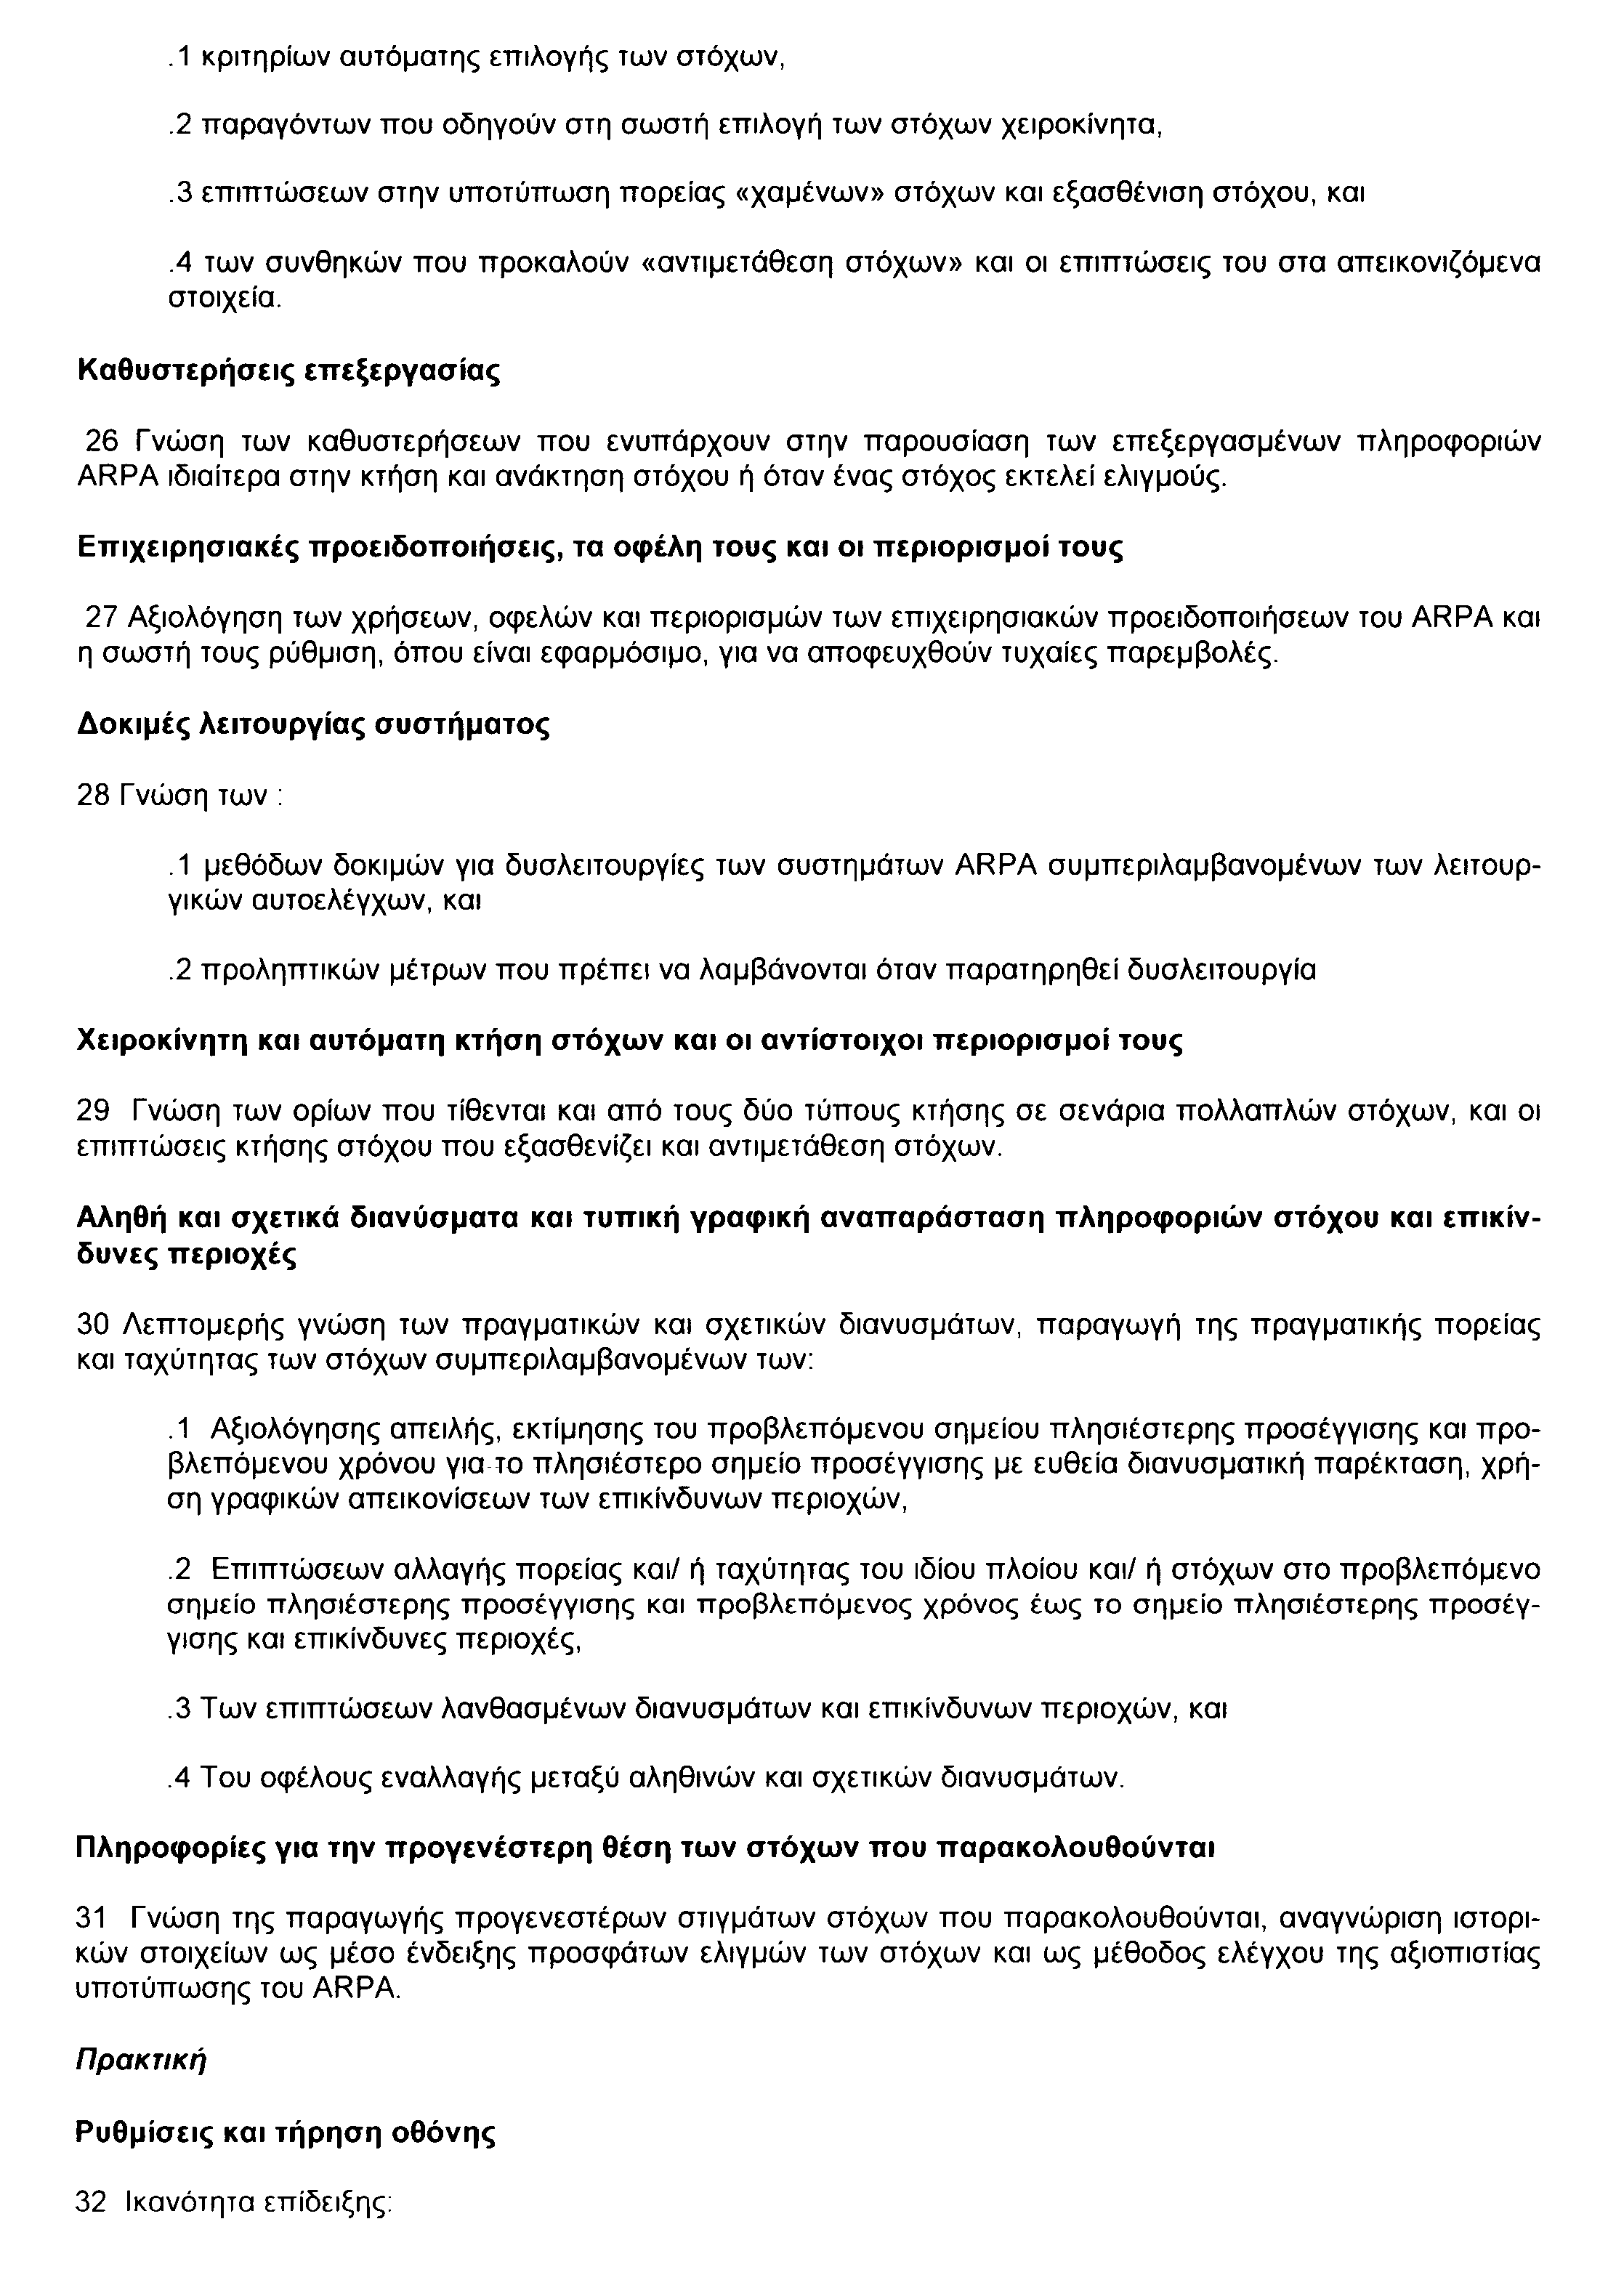 .1 κριτηρίων αυτόματης επιλογής των στόχων,
.2 παραγόντων που οδηγούν στη σωστή επιλογή των στόχων χειροκίνητα,
.3 επιπτώσεων στην υποτύπωση πορείας «χαμένων» στόχων και εξασθένιση στόχου, και
.4 των συνθηκών που προκαλούν «αντιμετάθεση στόχων» και οι επιπτώσεις του στα απεικονιζόμενα
στοιχεία.
Καθυστερήσεις επεξεργασίας
26 Γνώση των καθυστερήσεων που ενυπάρχουν στην παρουσίαση των επεξεργασμένων πληροφοριών
ARPA ιδιαίτερα στην κτήση και ανάκτηση στόχου ή όταν ένας στόχος εκτελεί ελιγμούς.
Επιχειρησιακές προειδοποιήσεις, τα οφέλη τους και οι περιορισμοί τους
27 Αξιολόγηση των χρήσεων, οφελών και περιορισμών των επιχειρησιακών προειδοποιήσεων του ARPA και
η σωστή τους ρύθμιση, όπου είναι εφαρμόσιμο, για να αποφευχθούν τυχαίες παρεμβολές.
Δοκιμές λειτουργίας συστήματος
28 Γνώση των :
.1 μεθόδων δοκιμών για δυσλειτουργίες των συστημάτων ARPA συμπεριλαμβανομένων των λειτουρ-
γικών αυτοελέγχων, και
.2 προληπτικών μέτρων που πρέπει να λαμβάνονται όταν παρατηρηθεί δυσλειτουργία
Χειροκίνητη και αυτόματη κτήση στόχων και οι αντίστοιχοι περιορισμοί τους
29 Γνώση των ορίων που τίθενται και από τους δύο τύπους κτήσης σε σενάρια πολλαπλών στόχων, και οι
επιπτώσεις κτήσης στόχου που εξασθενίζει και αντιμετάθεση στόχων.
Αληθή και σχετικά διανύσματα και τυπική γραφική αναπαράσταση πληροφοριών στόχου και επικίν-
δυνες περιοχές
30 Λεπτομερής γνώση των πραγματικών και σχετικών διανυσμάτων, παραγωγή της πραγματικής πορείας
και ταχύτητας των στόχων συμπεριλαμβανομένων των:
.1 Αξιολόγησης απειλής, εκτίμησης του προβλεπόμενου σημείου πλησιέστερης προσέγγισης και προ-
βλεπόμενου χρόνου για το πλησιέστερο σημείο προσέγγισης με ευθεία διανυσματική παρέκταση, χρή-
ση γραφικών απεικονίσεων των επικίνδυνων περιοχών,
.2 Επιπτώσεων αλλαγής πορείας και/ ή ταχύτητας του ιδίου πλοίου και/ ή στόχων στο προβλεπόμενο
σημείο πλησιέστερης προσέγγισης και προβλεπόμενος χρόνος έως το σημείο πλησιέστερης προσέγ-
γισης και επικίνδυνες περιοχές,
.3 Των επιπτώσεων λανθασμένων διανυσμάτων και επικίνδυνων περιοχών, και
.4 Του οφέλους εναλλαγής μεταξύ αληθινών και σχετικών διανυσμάτων.
Πληροφορίες για την προγενέστερη θέση των στόχων που παρακολουθούνται
31 Γνώση της παραγωγής προγενεστέρων στιγμάτων στόχων που παρακολουθούνται, αναγνώριση ιστορι-
κών στοιχείων ως μέσο ένδειξης προσφάτων ελιγμών των στόχων και ως μέθοδος ελέγχου της αξιοπιστίας
υποτύπωσης του ARPA.
Πρακτική
Ρυθμίσεις και τήρηση οθόνης
32 Ικανότητα επίδειξης: